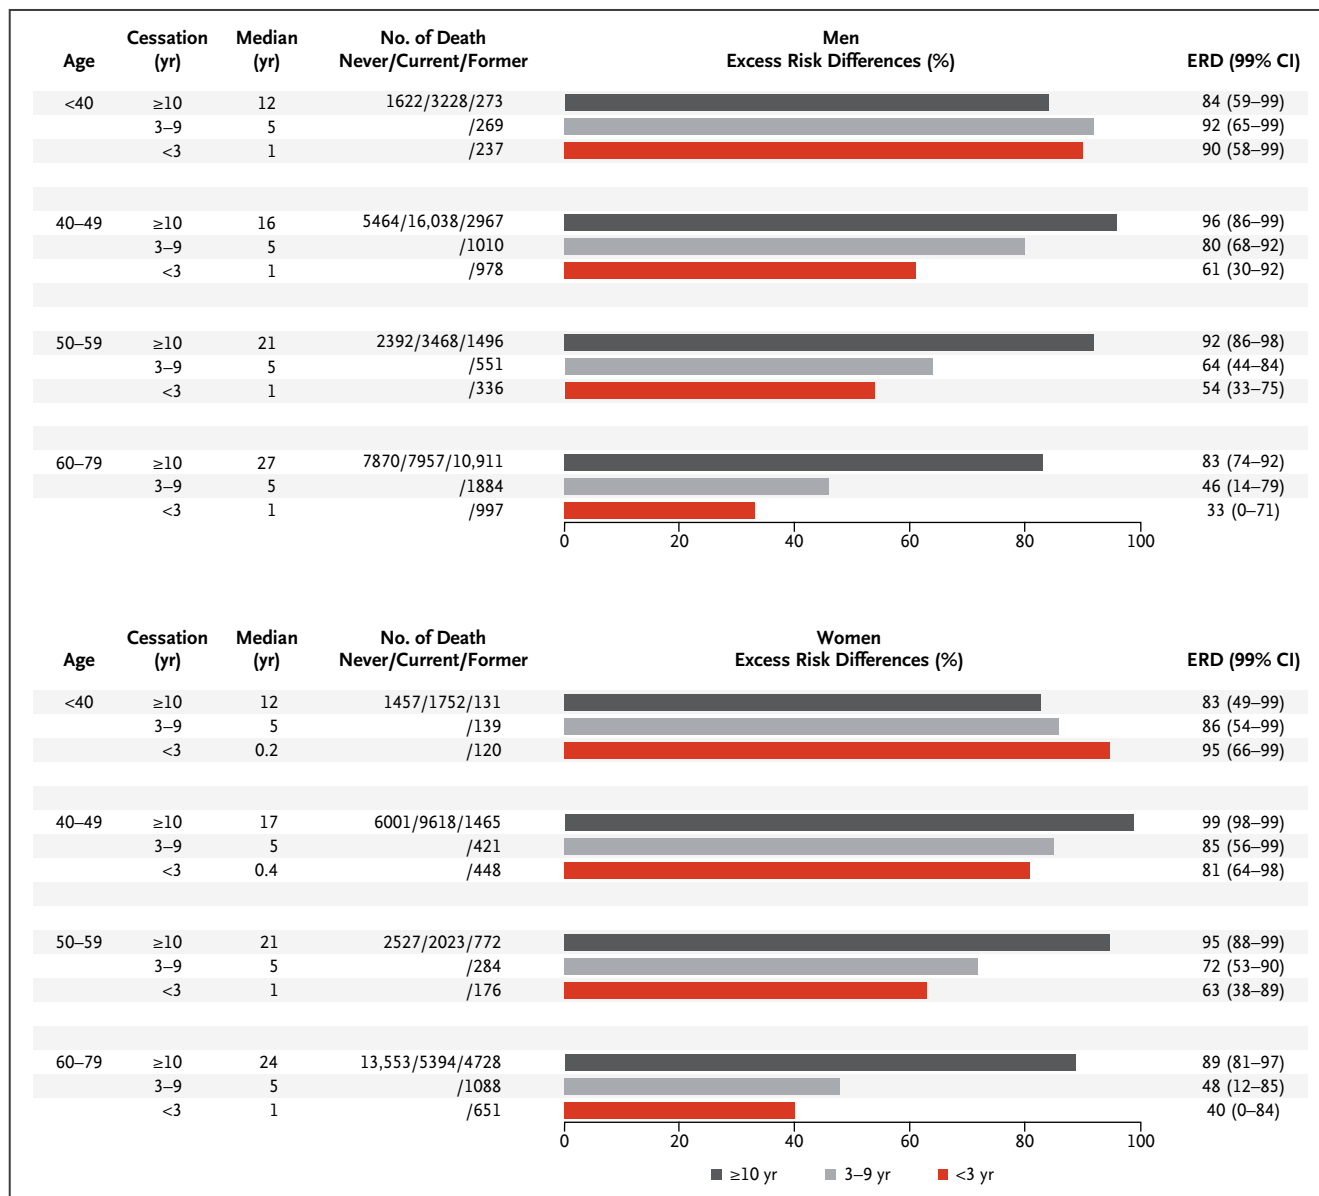 Cessation Median No. of Death Men
Age (yr) (yr) Never/Current/Former Excess Risk Differences (%) ERD (99% CI)
<40 ≥10 12 1622/3228/273 84 (59–99)
3–9 5 /269 92 (65–99)
<3 1 /237 90 (58–99)
40–49 ≥10 16 5464/16,038/2967 96 (86–99)
3–9 5 /1010 80 (68–92)
<3 1 /978 61 (30–92)
50–59 ≥10 21 2392/3468/1496 92 (86–98)
3–9 5 /551 64 (44–84)
<3 1 /336 54 (33–75)
60–79 ≥10 27 7870/7957/10,911 83 (74–92)
3–9 5 /1884 46 (14–79)
<3 1 /997 33 (0–71)
0 20 40 60 80 100
Cessation Median No. of Death Women
Age (yr) (yr) Never/Current/Former Excess Risk Differences (%) ERD (99% CI)
<40 ≥10 12 1457/1752/131 83 (49–99)
3–9 5 /139 86 (54–99)
<3 0.2 /120 95 (66–99)
40–49 ≥10 17 6001/9618/1465 99 (98–99)
3–9 5 /421 85 (56–99)
<3 0.4 /448 81 (64–98)
50–59 ≥10 21 2527/2023/772 95 (88–99)
3–9 5 /284 72 (53–90)
<3 1 /176 63 (38–89)
60–79 ≥10 24 13,553/5394/4728 89 (81–97)
3–9 5 /1088 48 (12–85)
<3 1 /651 40 (0–84)
0 20 40 60 80 100
≥10 yr 3–9 yr <3 yr